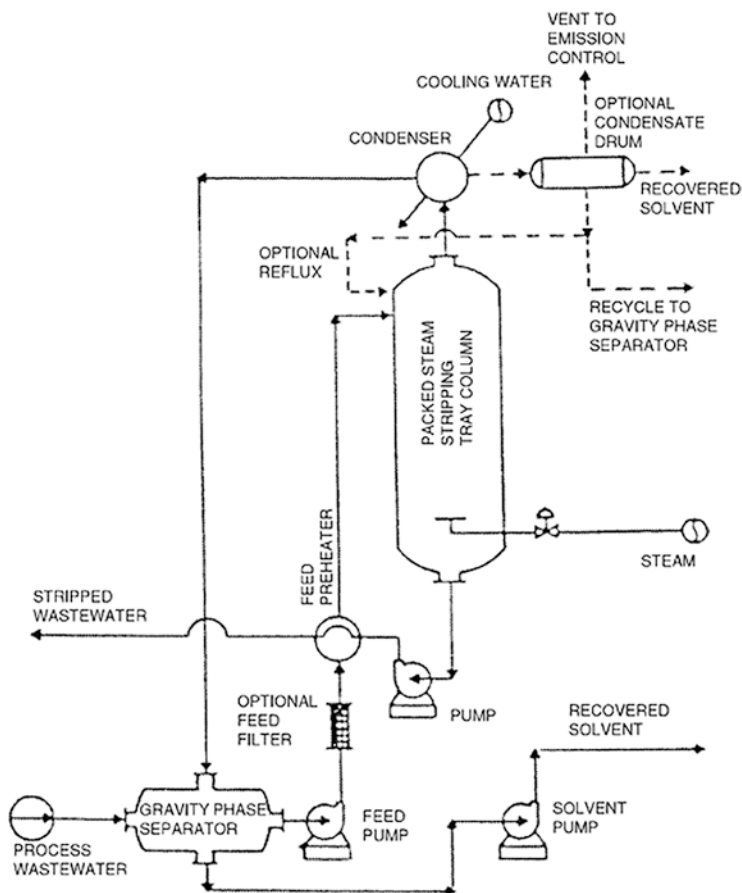 VENT TO
EMISSION
CONTROL
COOLING WATER
OPTIONAL
CONDENSATE
DRUM
CONDENSER
RECOVERED
SOLVENT
OPTIONAL
REFLUX
RECYCLE TO
GRAVITY PHASE
SEPARATOR
PACKED STEAM
STRIPPING
TRAY COLUMN
FEED
PREHEATER
STEAM
STRIPPED
WASTEWATER
OPTIONAL
FEED
FILTER
PUMP
RECOVERED
SOLVENT
GRAVITY PHASE
SEPARATOR
FEED
PUMP
SOLVENT
PUMP
PROCESS
WASTEWATER